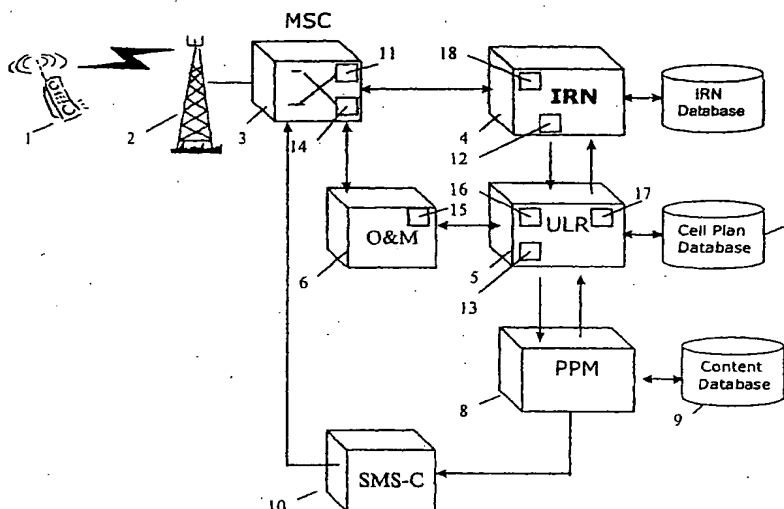 MSC
11
18
IRN
IRN
Database
1
2
3
14
4
12
16
17
15
O&M
ULR
Cell Plan
Database
6
5
13
PPM
Content
Database
8
9
SMS-C
10